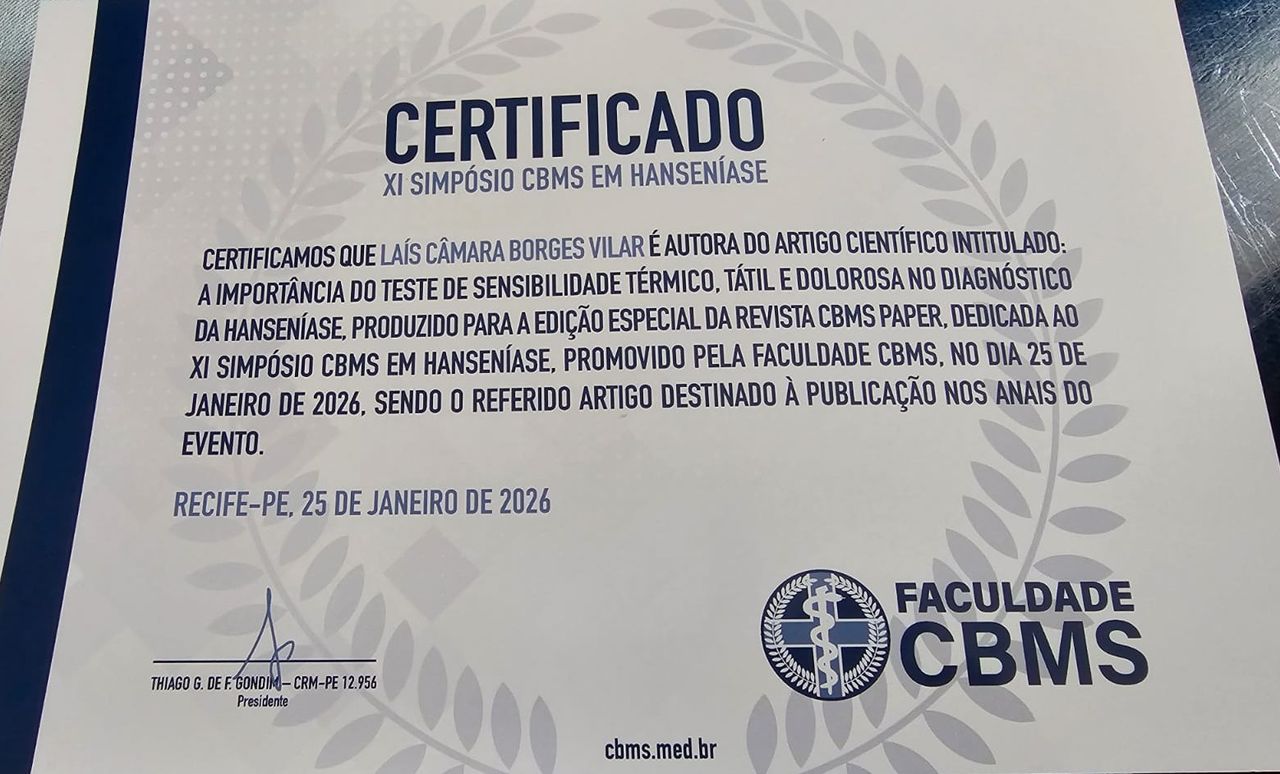 CERTIFICADO
XI SIMPÓSIO CBMS EM HANSENÍASE
CERTIFICAMOS QUE LAÍS CÂMARA BORGES VILAR É AUTORA DO ARTIGO CIENTÍFICO INTITULADO:
A IMPORTÂNCIA DO TESTE DE SENSIBILIDADE TÉRMICO, TÁTIL E DOLOROSA NO DIAGNÓSTICO
DA HANSENÍASE, PRODUZIDO PARA A EDIÇÃO ESPECIAL DA REVISTA CBMS PAPER, DEDICADA AO
XI SIMPÓSIO CBMS EM HANSENÍASE, PROMOVIDO PELA FACULDADE CBMS, NO DIA 25 DE
JANEIRO DE 2026, SENDO O REFERIDO ARTIGO DESTINADO À PUBLICAÇÃO NOS ANAIS DO
EVENTO.
RECIFE-PE, 25 DE JANEIRO DE 2026
THIAGO G. DE F. GONDIM – CRM-PE 12.956
Presidente
FACULDADE
CBMS
cbms.med.br